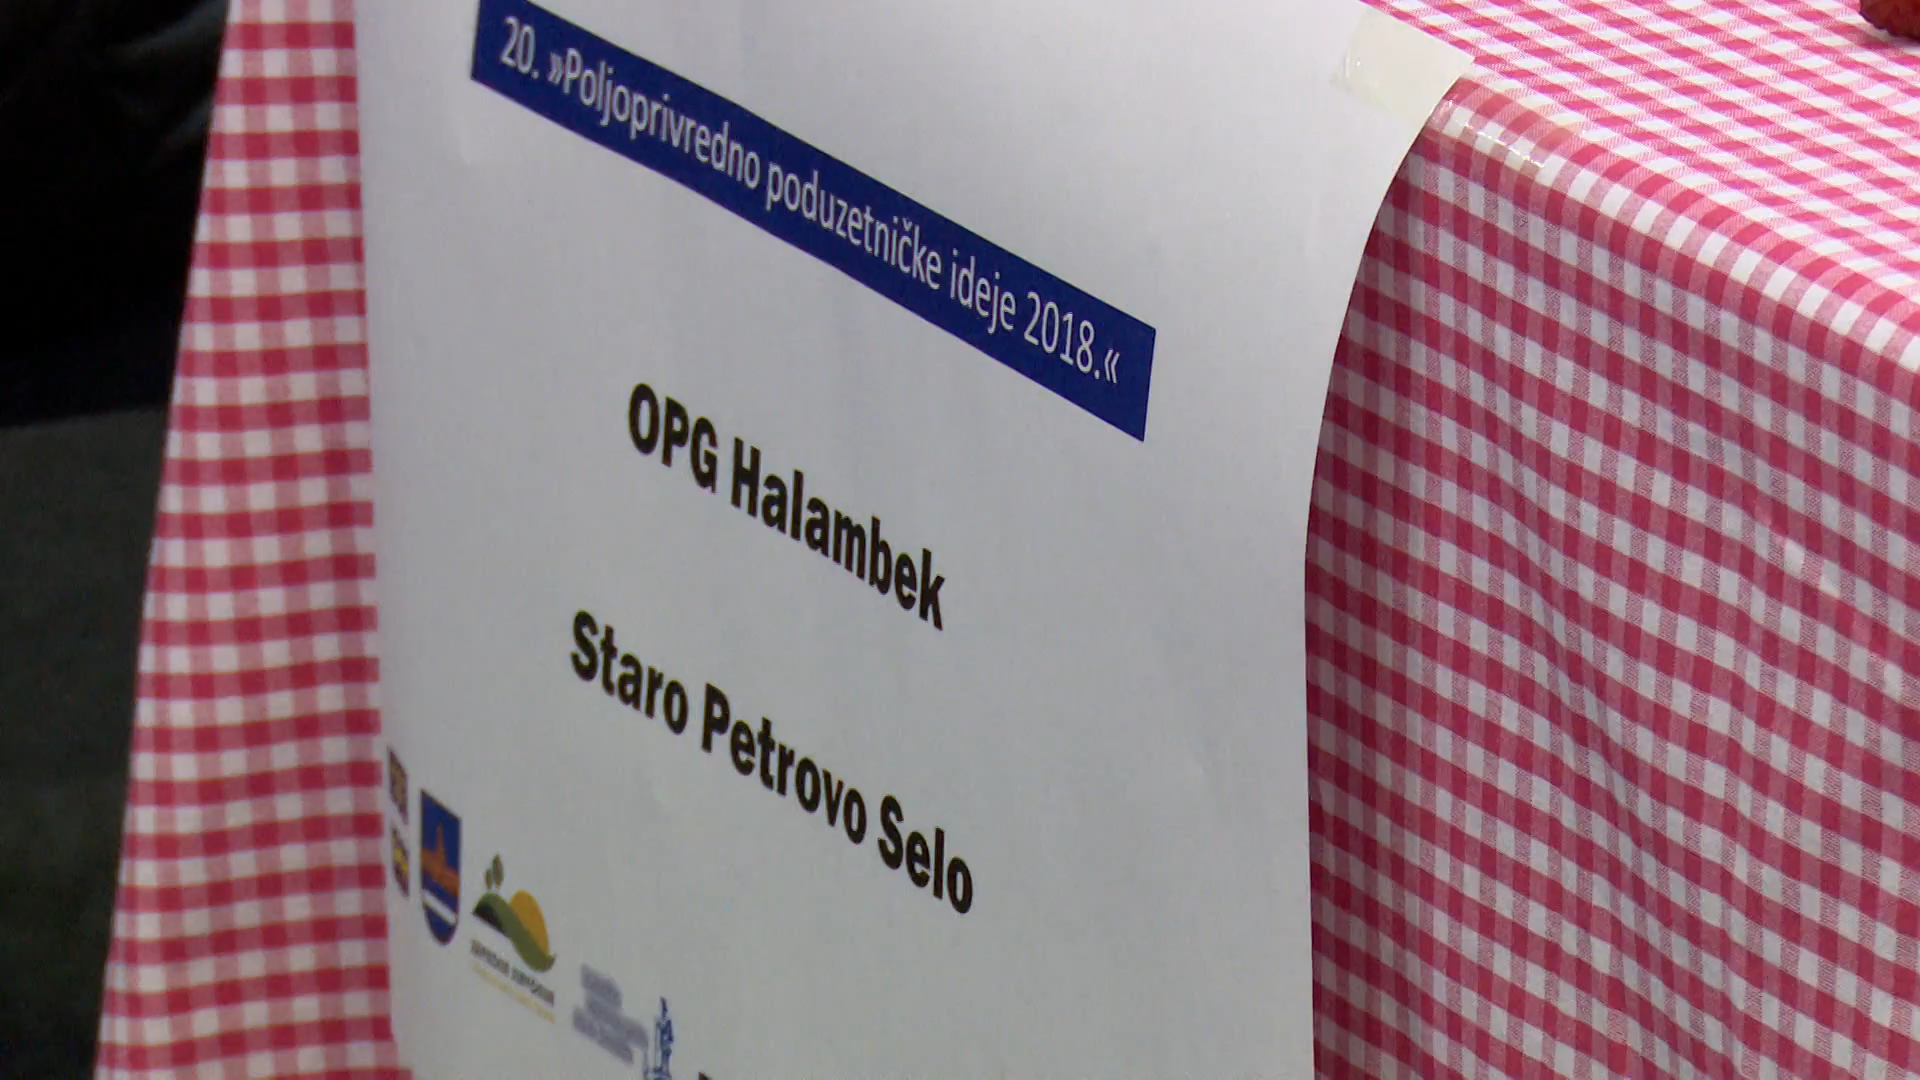 20. »Poljoprivredno poduzetničke ideje 2018.«
OPG Halambek
Staro Petrovo Selo